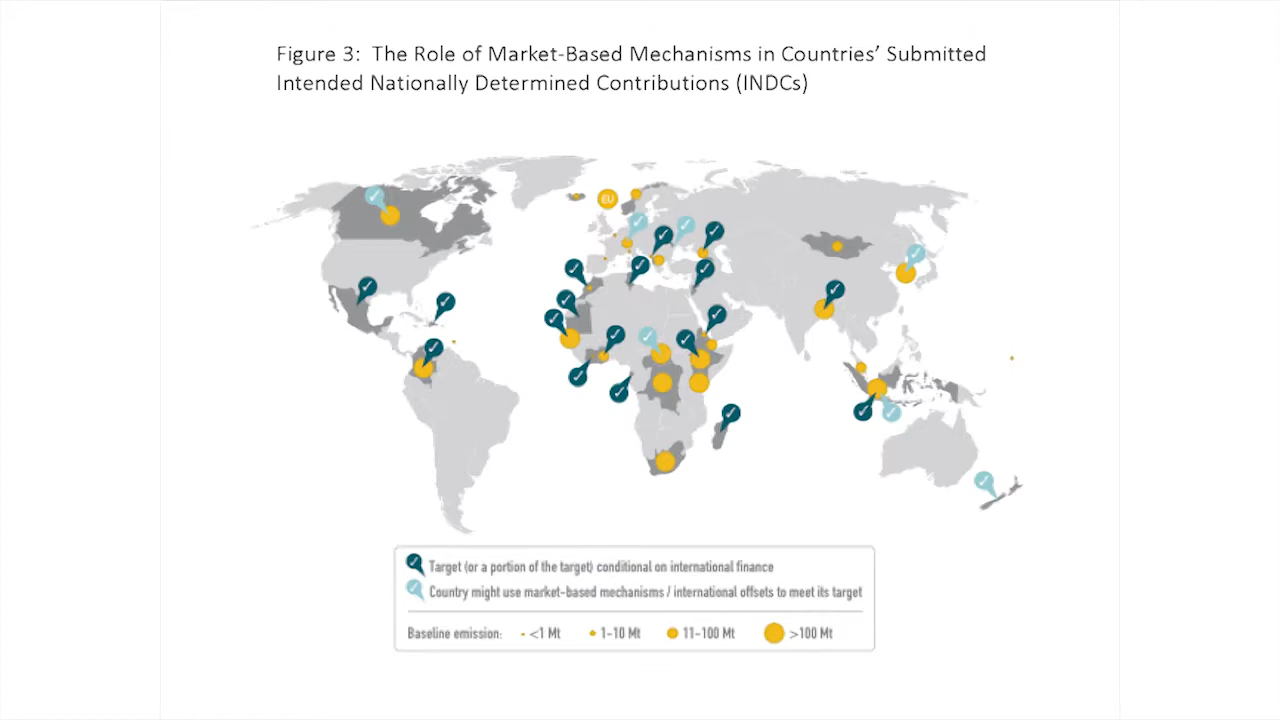 Figure 3:  The Role of Market-Based Mechanisms in Countries’ Submitted
Intended Nationally Determined Contributions (INDCs)
EU
Target (or a portion of the target) conditional on international finance
Country might use market-based mechanisms / international offsets to meet its target
Baseline emission: <1 Mt 1-10 Mt 11-100 Mt >100 Mt